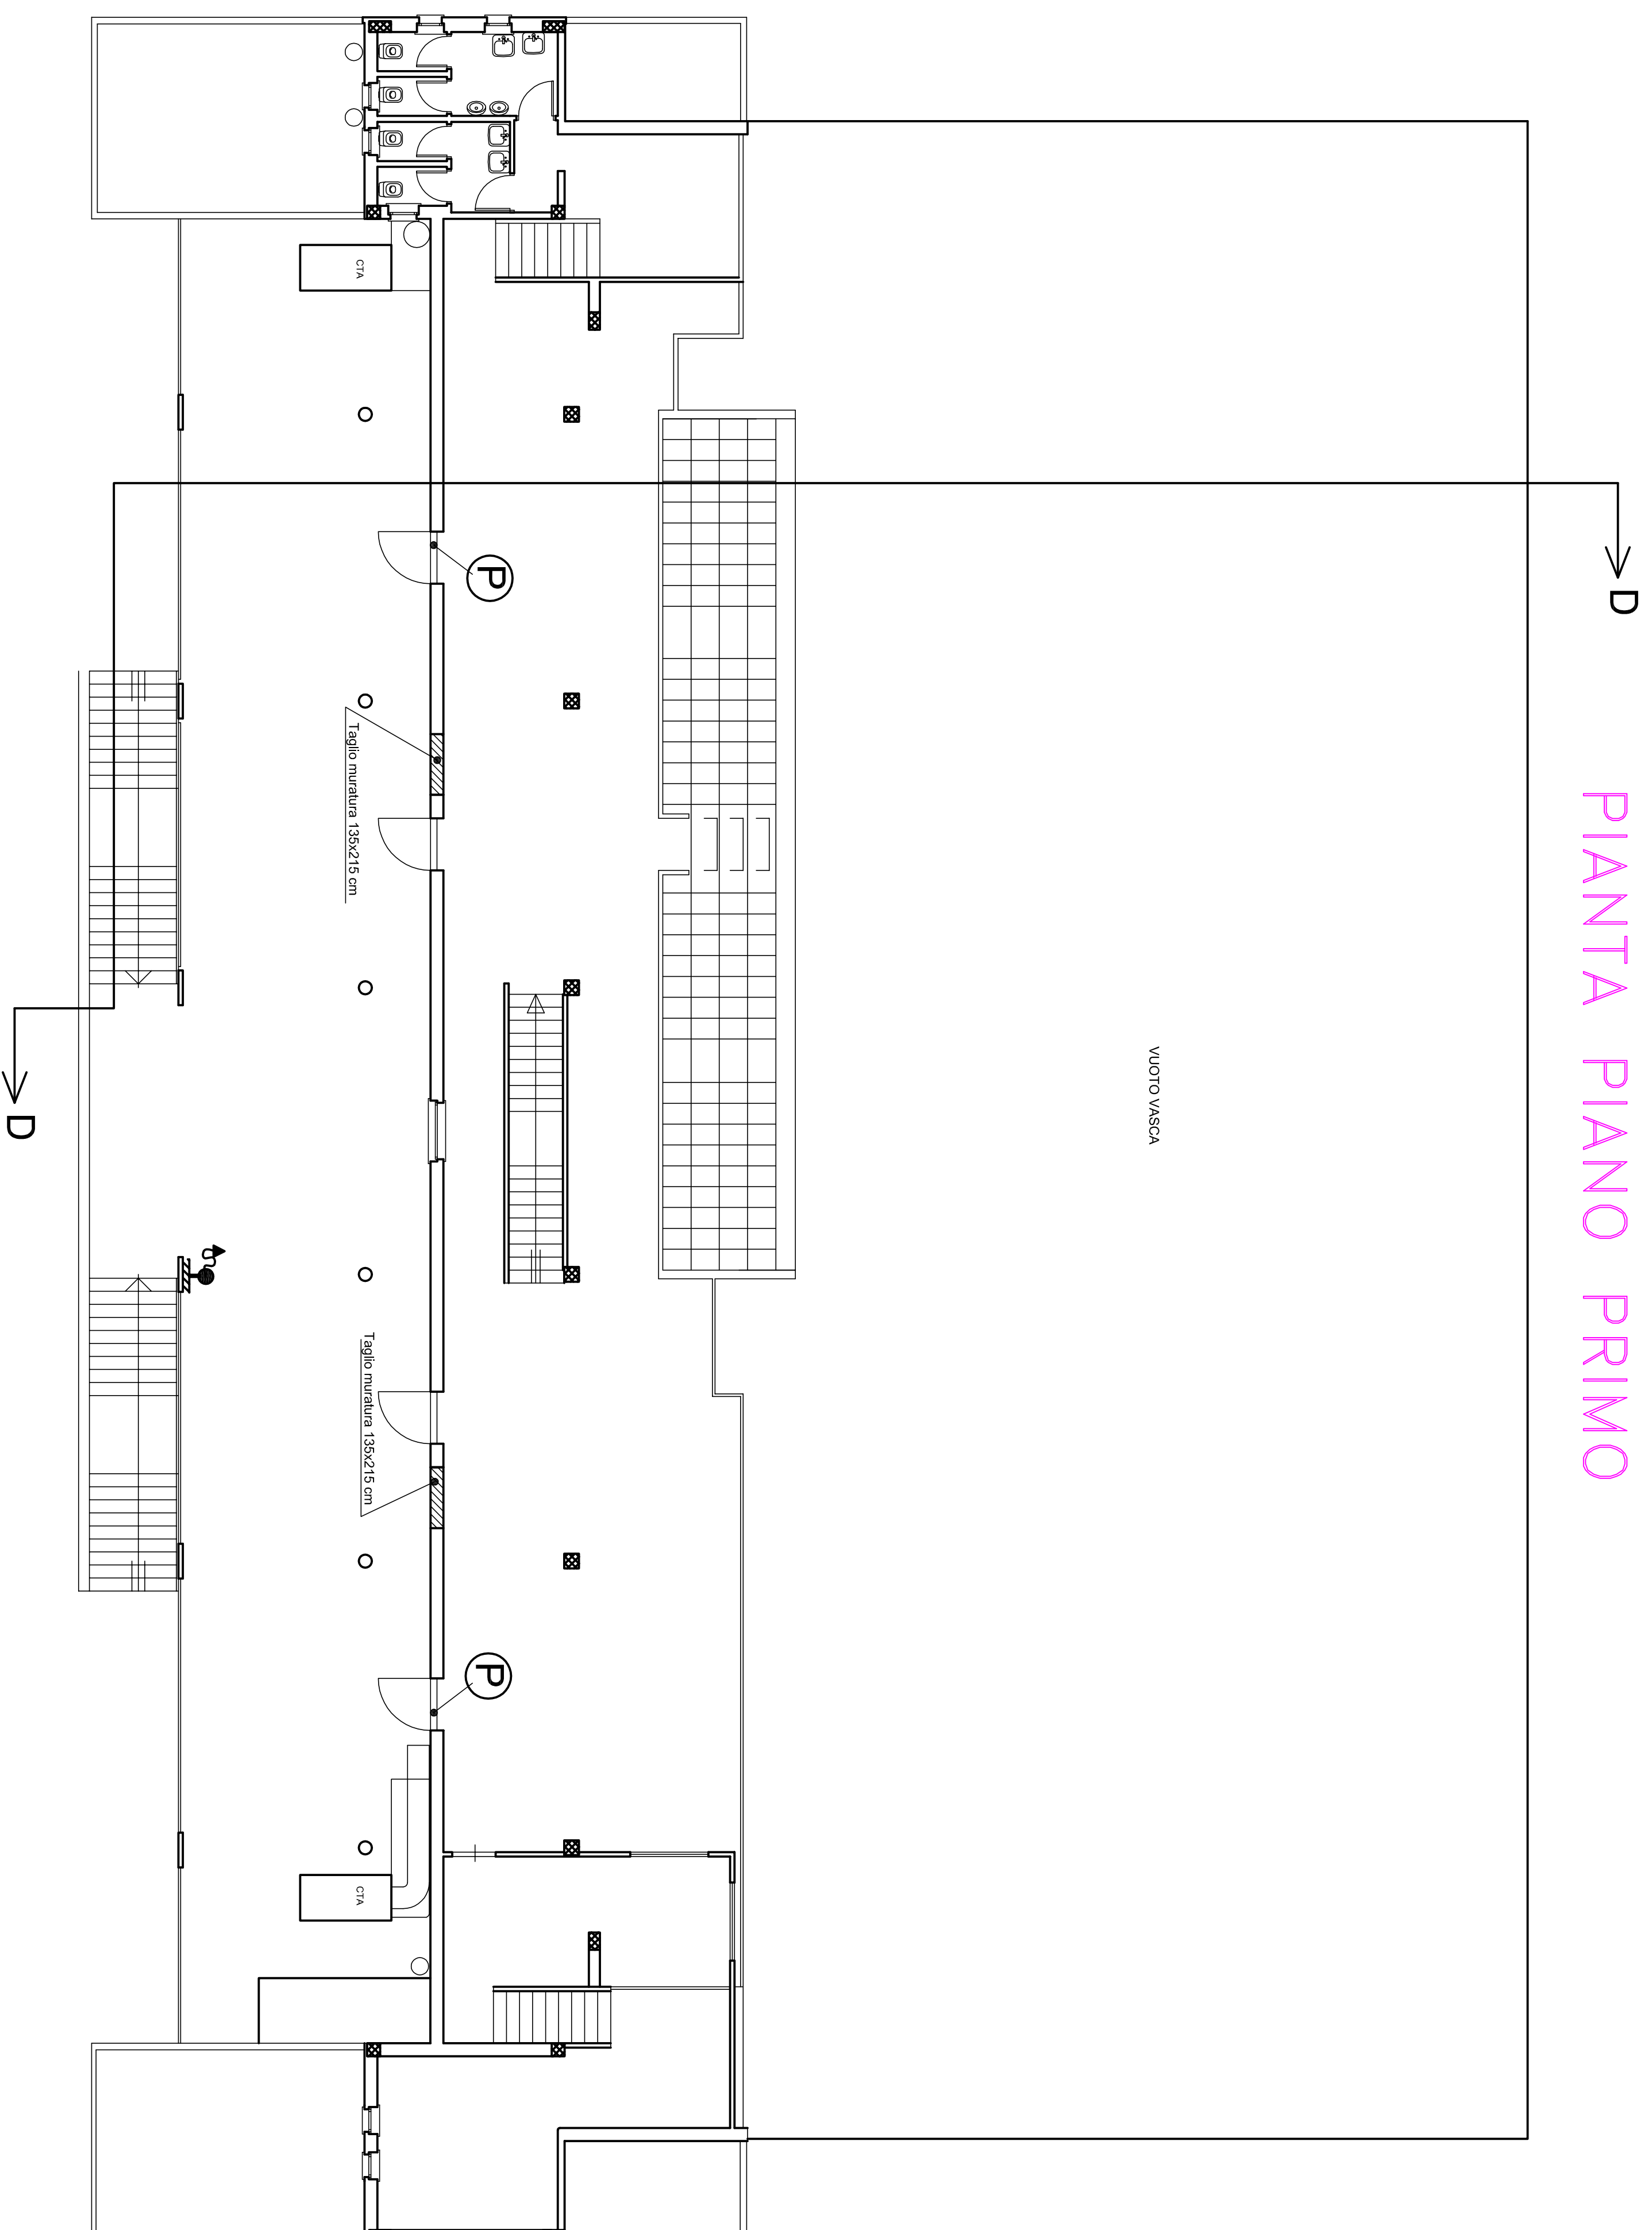 PIANTA PIANO PRIMO
D
VUOTO VASCA
CTA
P
Taglio muratura 135x215 cm
D
Taglio muratura 135x215 cm
P
CTA